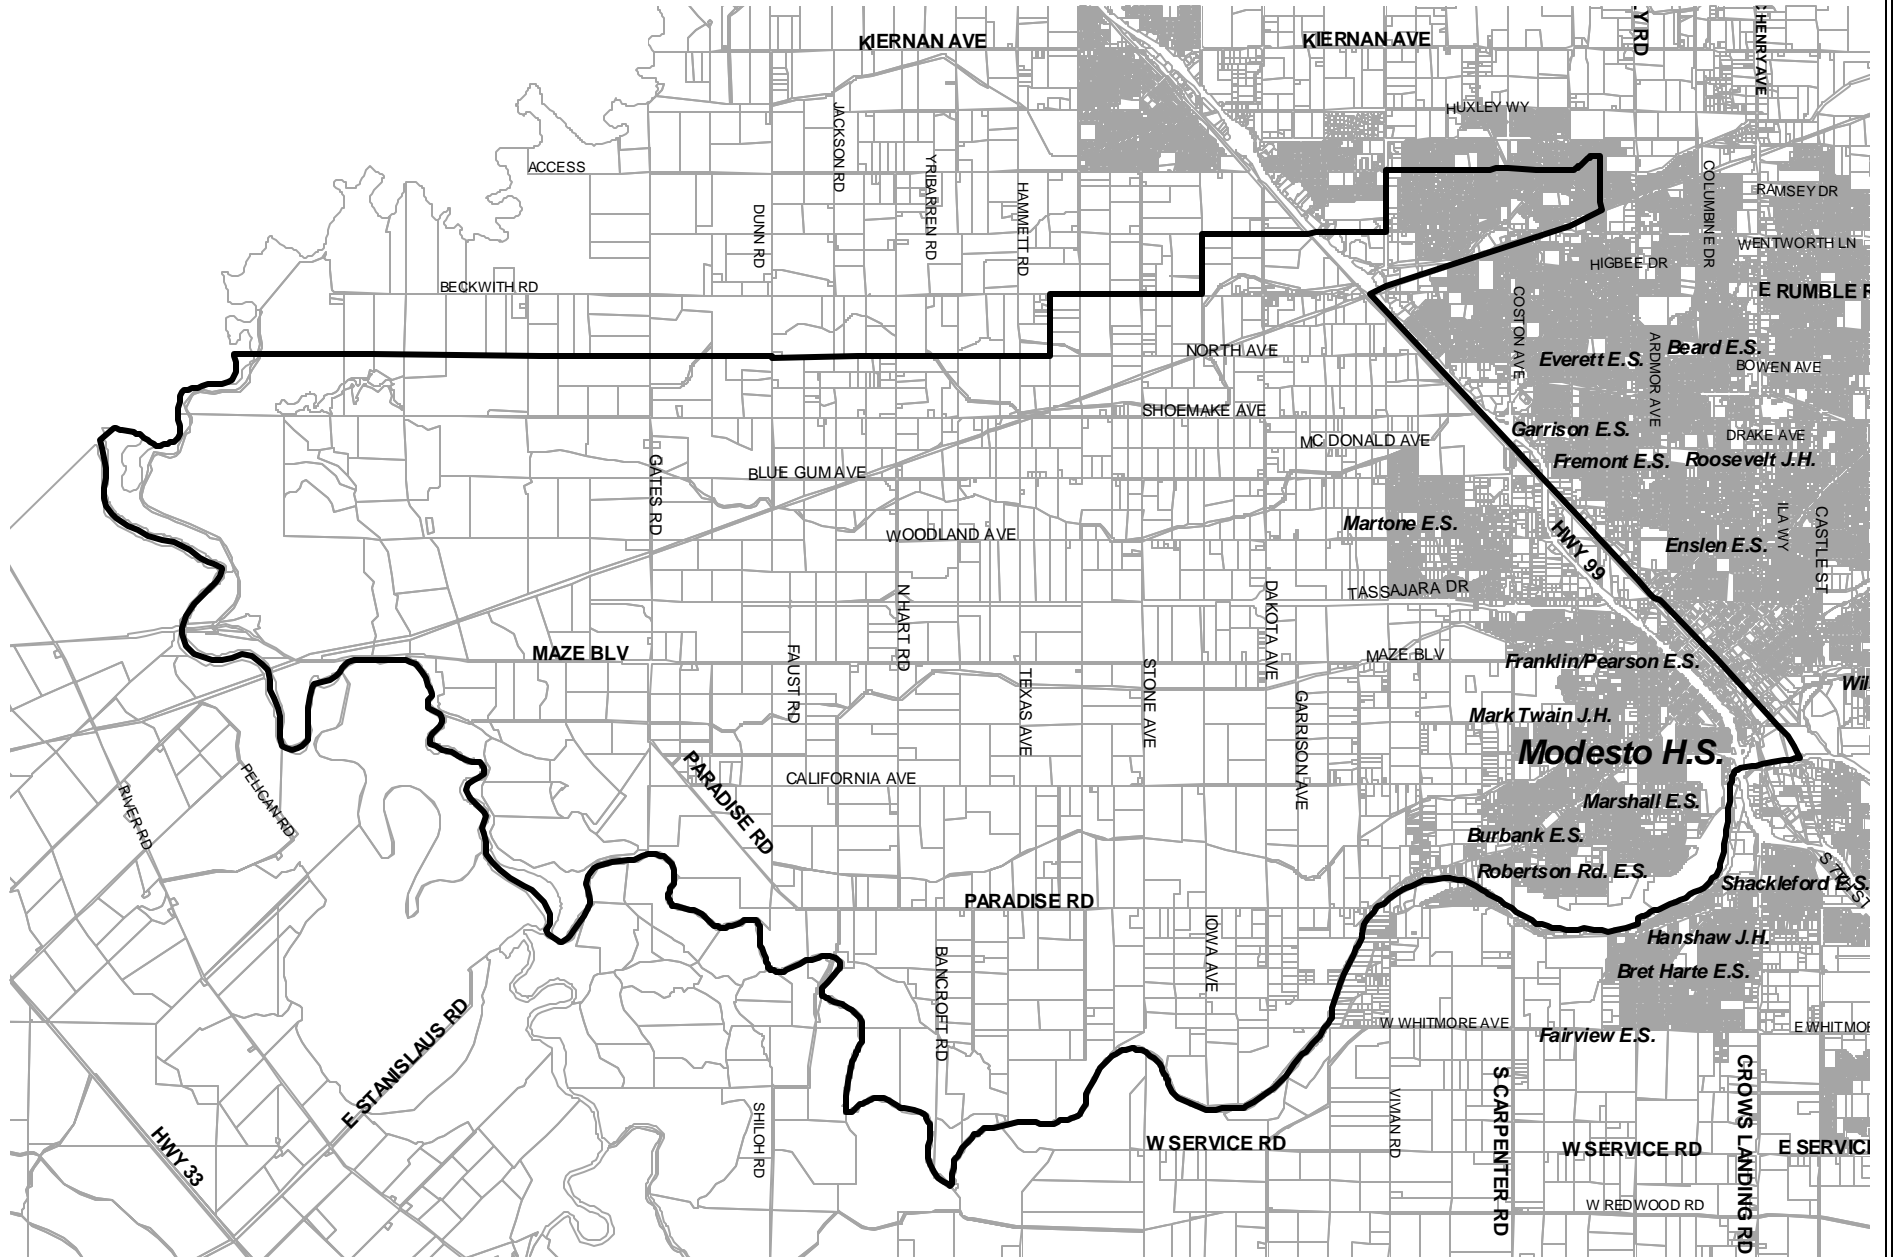 KIERNAN AVE
KIERNAN AVE
HUXLEY WY
JACKSON RD
ACCESS
YRIBARREN RD
HAMMETT RD
DUNN RD
COLUMBINE DR
RAMSEY DR
WENTWORTH LN
HIGBEE DR
BECKWITH RD
E RUMBLE R
COSTON AVE
NORTH AVE
Everett E.S.
ARDMOR AVE
Beard E.S.
BOWEN AVE
SHOEMAKE AVE
MC DONALD AVE
Garrison E.S.
DRAKE AVE
Fremont E.S.
Roosevelt J.H.
GATES RD
BLUE GUM AVE
WOODLAND AVE
Martone E.S.
HWY 99
Enslen E.S.
ILA WY
CASTLE ST
TASSAJARA DR
N HART RD
DAKOTA AVE
MAZE BLV
MAZE BLV
FAUST RD
TEXAS AVE
STONE AVE
GARRISON AVE
Franklin/Pearson E.S.
Wil
Mark Twain J.H.
Modesto H.S.
PARADISE RD
CALIFORNIA AVE
PELICAN RD
RIVER RD
Marshall E.S.
Burbank E.S.
Robertson Rd. E.S.
Shackleford E.S.
S 7TH ST
PARADISE RD
IOWA AVE
BANCROFT RD
Hanshaw J.H.
Bret Harte E.S.
W WHITMORE AVE
Fairview E.S.
E WHITMOR
E STANISLAUS RD
HWY 33
SHILOH RD
VIVIAN RD
S CARPENTER RD
CROWS LANDING RD
W SERVICE RD
W SERVICE RD
E SERVIC
W REDWOOD RD